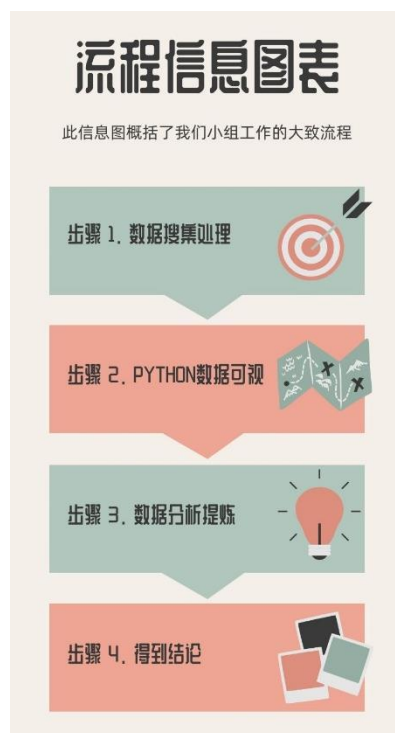 流程信息图表
此信息图概括了我们小组工作的大致流程
步骤 1. 数据搜集处理
步骤 2. PYTHON数据可视
步骤 3. 数据分析提炼
步骤 4. 得到结论